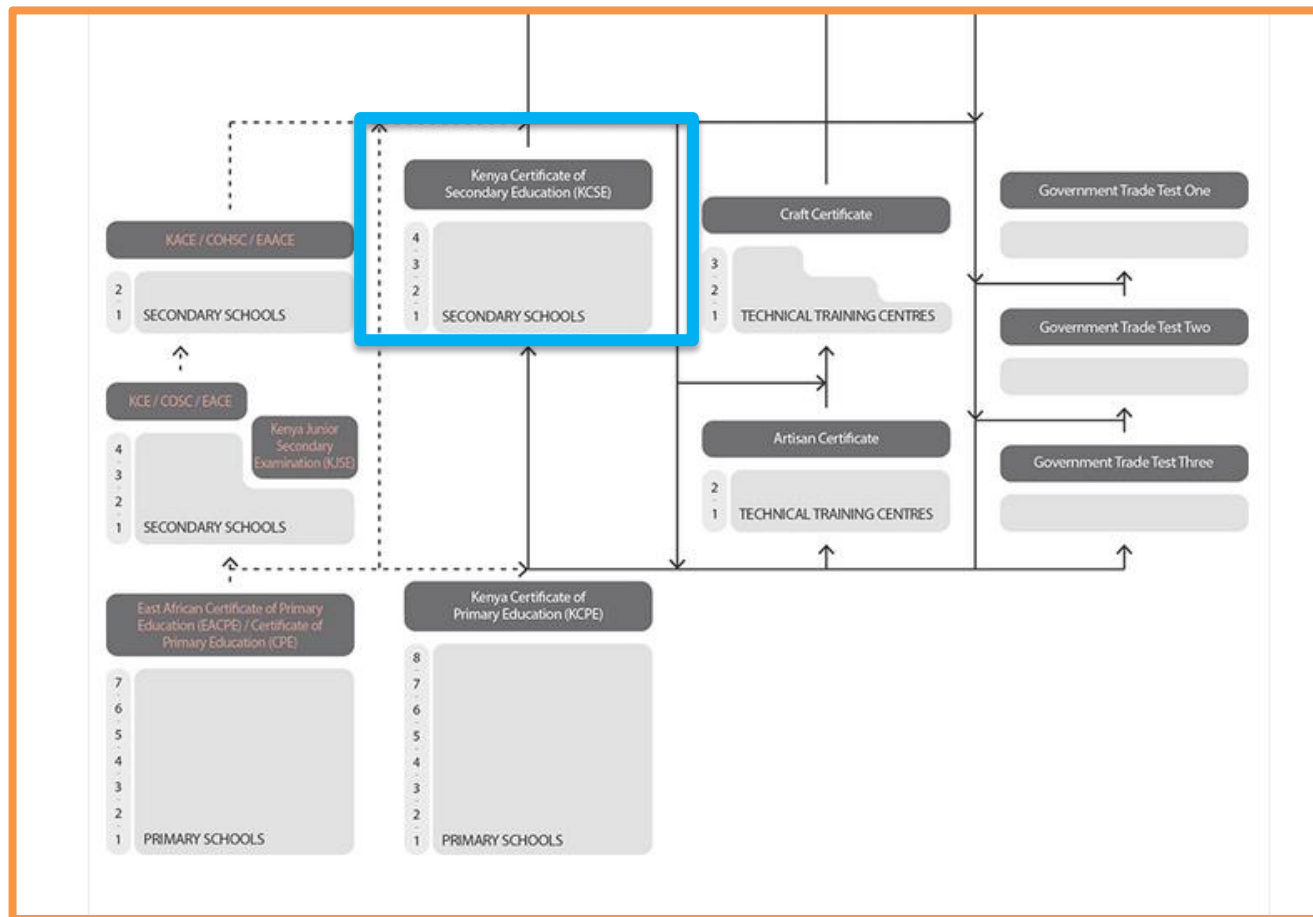 Kenya Certificate of
Secondary Education (KCSE)
4
3
2
1
SECONDARY SCHOOLS
KACE / COHSC / EAACE
2
1
SECONDARY SCHOOLS
Craft Certificate
3
2
1
TECHNICAL TRAINING CENTRES
Government Trade Test One
Government Trade Test Two
KCE / COSC / EACE
Kenya Junior
Secondary
Examination (KJSE)
4
3
2
1
SECONDARY SCHOOLS
Artisan Certificate
2
1
TECHNICAL TRAINING CENTRES
Government Trade Test Three
East African Certificate of Primary
Education (EACPE) / Certificate of
Primary Education (CPE)
7
6
5
4
3
2
1
PRIMARY SCHOOLS
Kenya Certificate of
Primary Education (KCPE)
8
7
6
5
4
3
2
1
PRIMARY SCHOOLS